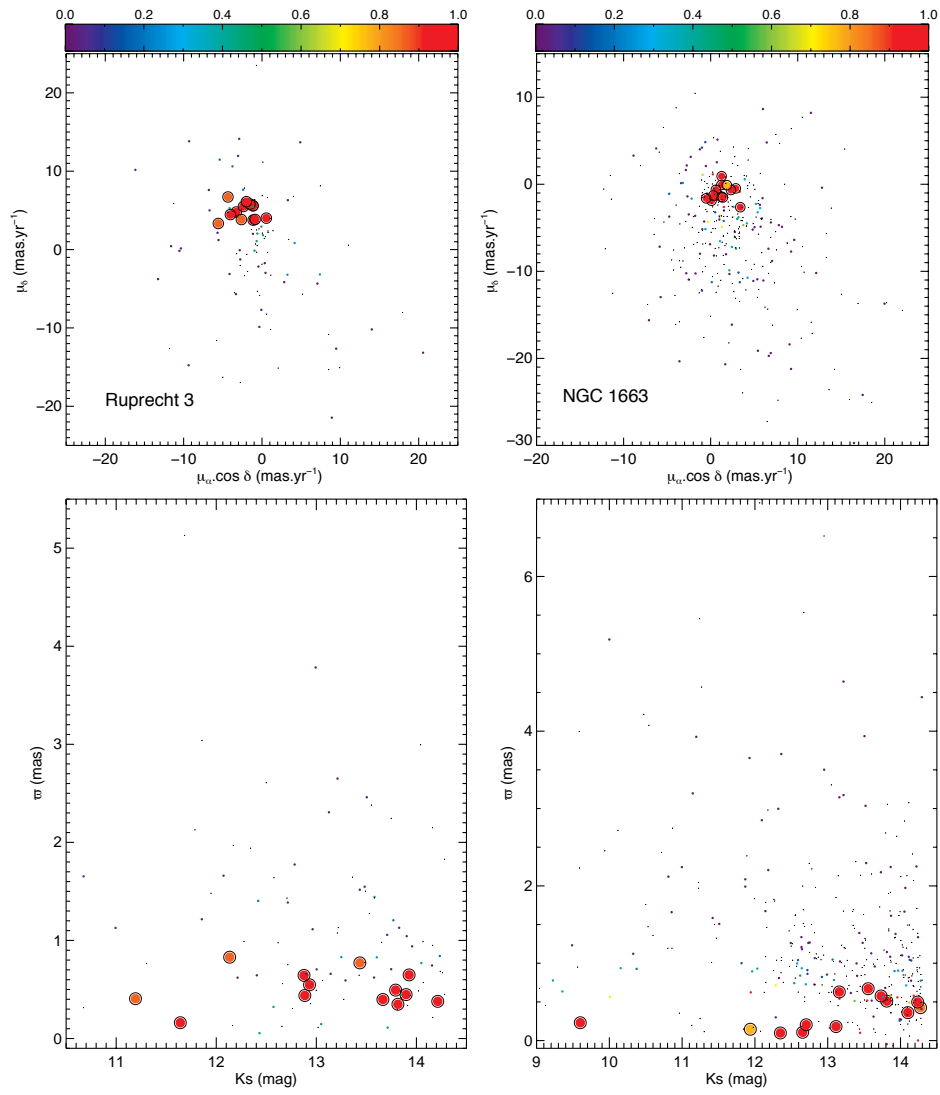 0.0 0.2 0.4 0.6 0.8 1.0
0.0 0.2 0.4 0.6 0.8 1.0
20
10
0
−10
−20
μδ (mas.yr−1)
Ruprecht 3
−20 −10 0 10 20
μα.cos δ (mas.yr−1)
10
0
−10
−20
−30
μδ (mas.yr−1)
NGC 1663
−20 −10 0 10 20
μα.cos δ (mas.yr−1)
5
4
3
2
1
0
ϖ (mas)
11 12 13 14
Ks (mag)
6
4
2
0
ϖ (mas)
9 10 11 12 13 14
Ks (mag)